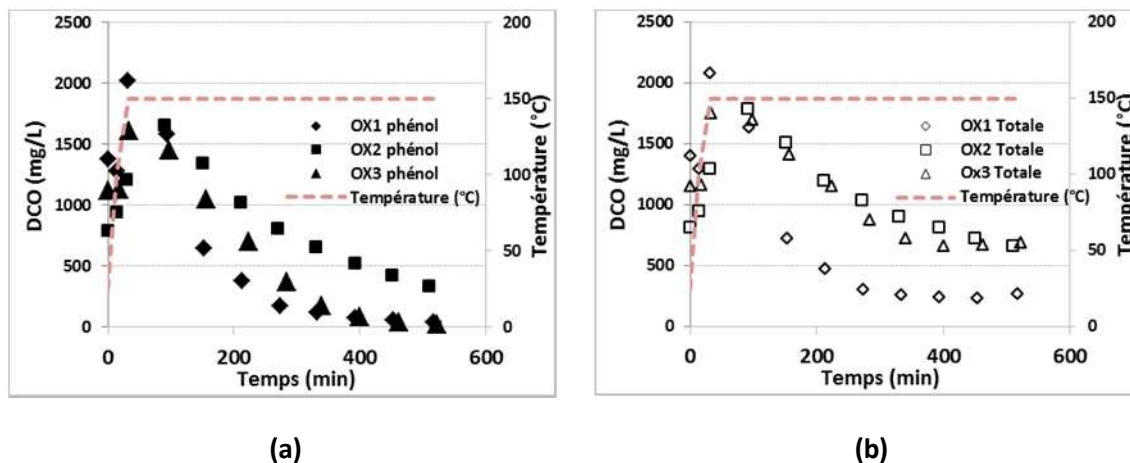 2500
2000
1500
1000
500
0
DCO (mg/L)
200
150
100
50
0
Température (°C)
OX1 phénol
OX2 phénol
OX3 phénol
Température (°C)
0 200 400 600
Temps (min)
(a)
2500
2000
1500
1000
500
0
DCO (mg/L)
200
150
100
50
0
Température (°C)
OX1 Totale
OX2 Totale
Ox3 Totale
Température (°C)
0 200 400 600
Temps (min)
(b)